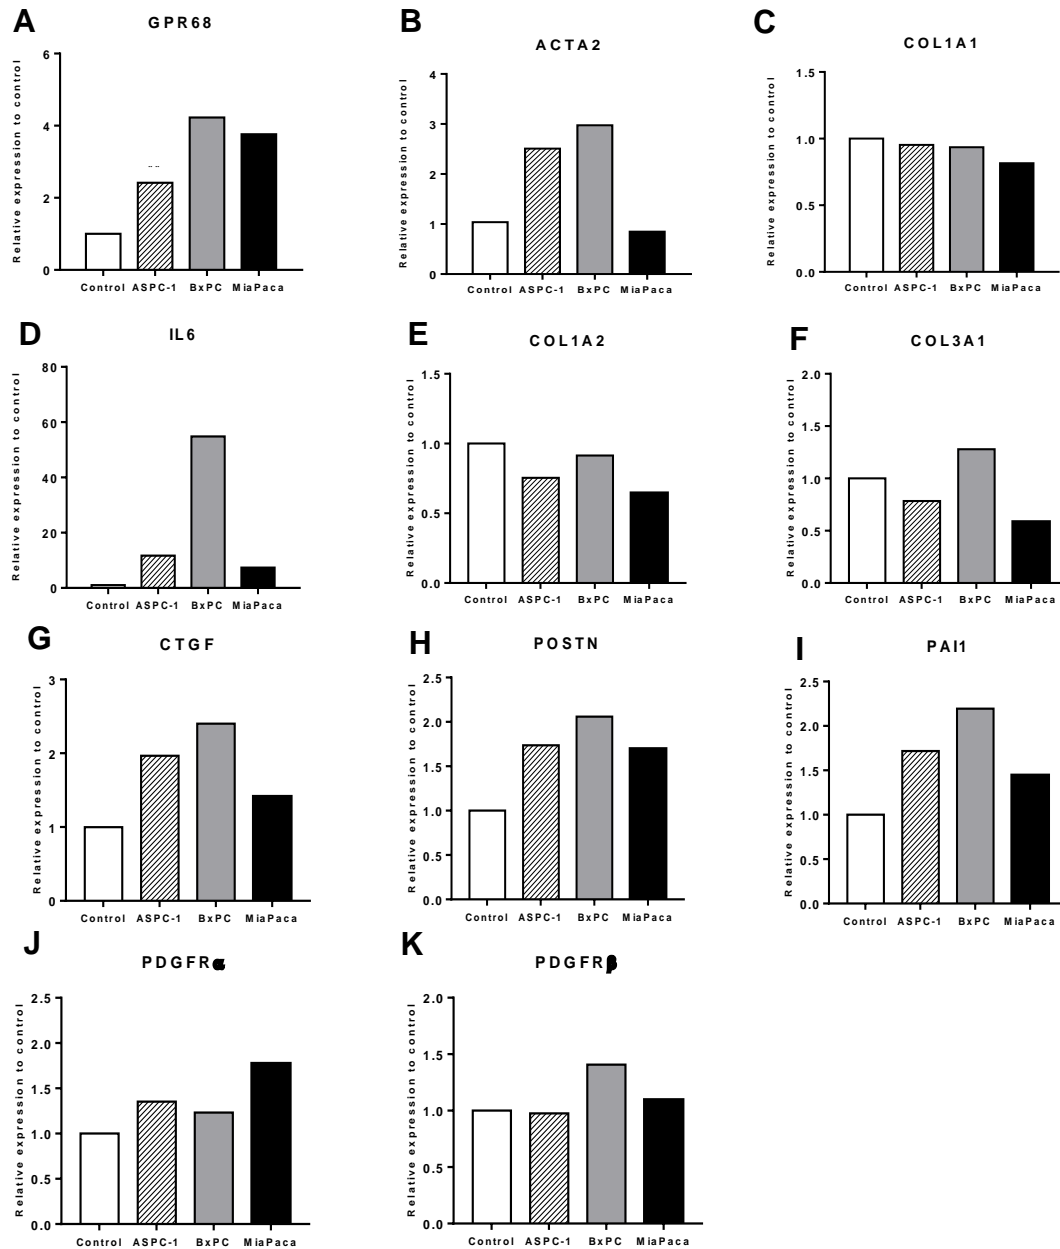 A
GPR68
Relative expression to control
6
4
2
0
Control ASPC-1 BxPC MiaPaca
B
ACTA2
Relative expression to control
4
3
2
1
0
Control ASPC-1 BxPC MiaPaca
C
COL1A1
Relative expression to control
1.5
1.0
0.5
0.0
Control ASPC-1 BxPC MiaPaca
D
IL6
Relative expression to control
80
60
40
20
0
Control ASPC-1 BxPC MiaPaca
E
COL1A2
Relative expression to control
1.5
1.0
0.5
0.0
Control ASPC-1 BxPC MiaPaca
F
COL3A1
Relative expression to control
2.0
1.5
1.0
0.5
0.0
Control ASPC-1 BxPC MiaPaca
G
CTGF
Relative expression to control
3
2
1
0
Control ASPC-1 BxPC MiaPaca
H
POSTN
Relative expression to control
2.5
2.0
1.5
1.0
0.5
0.0
Control ASPC-1 BxPC MiaPaca
I
PAI1
Relative expression to control
2.5
2.0
1.5
1.0
0.5
0.0
Control ASPC-1 BxPC MiaPaca
J
PDGFRα
Relative expression to control
2.5
2.0
1.5
1.0
0.5
0.0
Control ASPC-1 BxPC MiaPaca
K
PDGFRβ
Relative expression to control
2.0
1.5
1.0
0.5
0.0
Control ASPC-1 BxPC MiaPaca